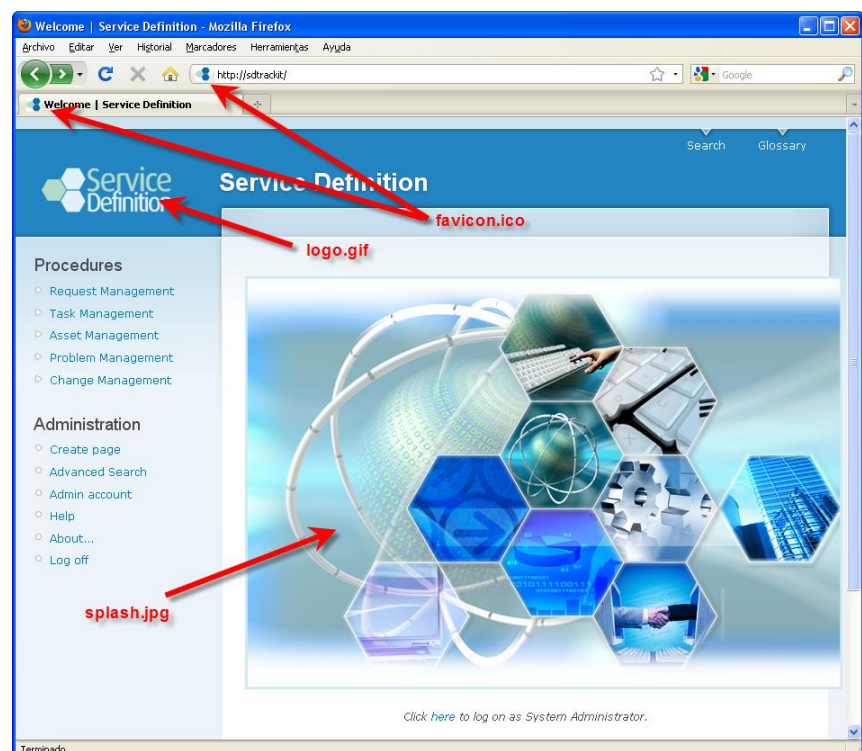 Welcome | Service Definition - Mozilla Firefox
Archivo Editar Ver Historial Marcadores Herramientas Ayuda
http://sdtrackit/
Google
Welcome | Service Definition
Search Glossary
Service Definition
Service Definition
favicon.ico
logo.gif
Procedures
Request Management
Task Management
Asset Management
Problem Management
Change Management
Administration
Create page
Advanced Search
Admin account
Help
About...
Log off
splash.jpg
Click here to log on as System Administrator.
Terminado